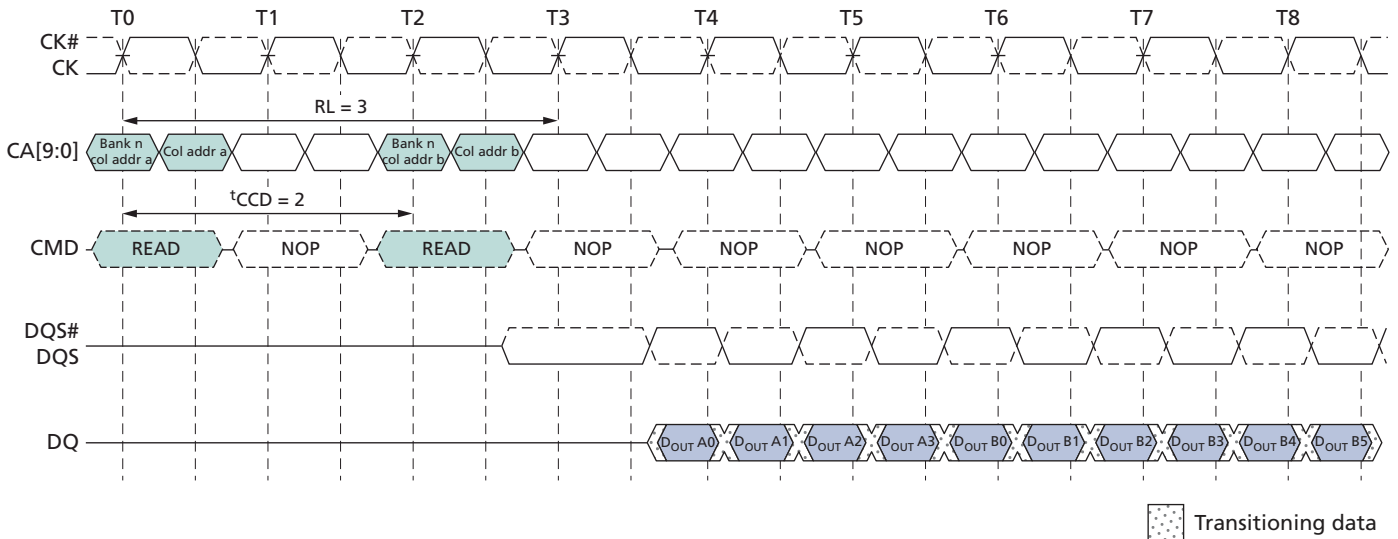 T0 T1 T2 T3 T4 T5 T6 T7 T8
CK#
CK
RL = 3
CA[9:0]
Bank n
col addr a
Col addr a
Bank n
col addr b
Col addr b
tCCD = 2
CMD READ NOP READ NOP NOP NOP NOP NOP NOP
DQS#
DQS
DQ DOUT A0 DOUT A1 DOUT A2 DOUT A3 DOUT B0 DOUT B1 DOUT B2 DOUT B3 DOUT B4 DOUT B5
Transitioning data